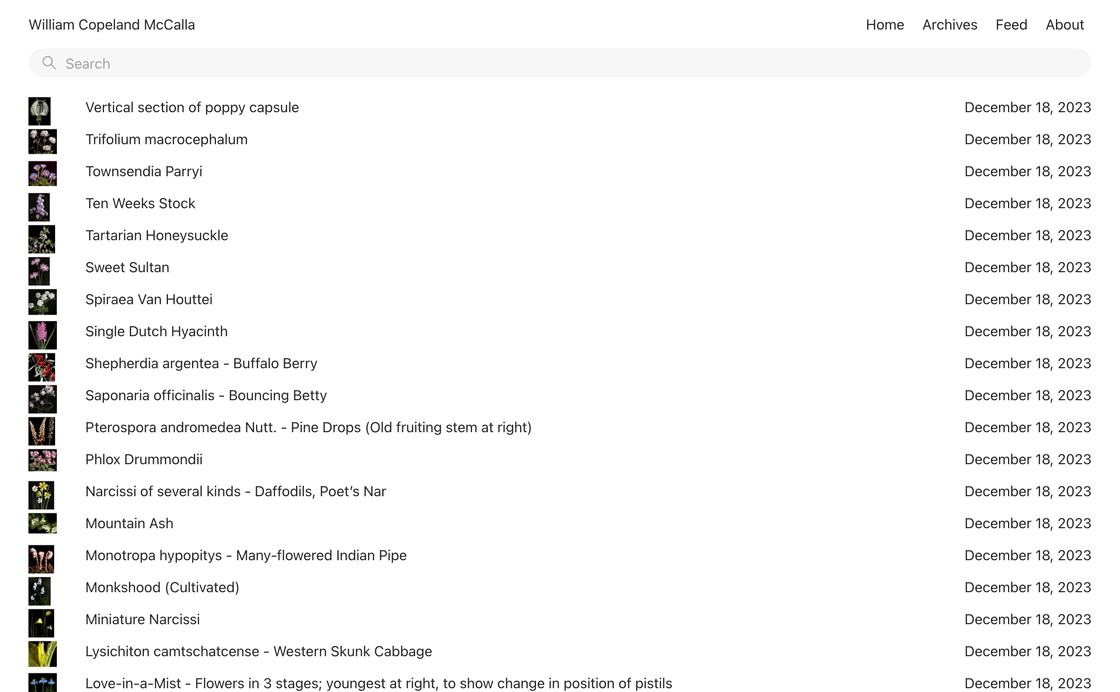 William Copeland McCalla Home Archives Feed About
Search
Vertical section of poppy capsule December 18, 2023
Trifolium macrocephalum December 18, 2023
Townsendia Parryi December 18, 2023
Ten Weeks Stock December 18, 2023
Tartarian Honeysuckle December 18, 2023
Sweet Sultan December 18, 2023
Spiraea Van Houttei December 18, 2023
Single Dutch Hyacinth December 18, 2023
Shepherdia argentea - Buffalo Berry December 18, 2023
Saponaria officinalis - Bouncing Betty December 18, 2023
Pterospora andromedea Nutt. - Pine Drops (Old fruiting stem at right) December 18, 2023
Phlox Drummondii December 18, 2023
Narcissi of several kinds - Daffodils, Poet’s Nar December 18, 2023
Mountain Ash December 18, 2023
Monotropa hypopitys - Many-flowered Indian Pipe December 18, 2023
Monkshood (Cultivated) December 18, 2023
Miniature Narcissi December 18, 2023
Lysichiton camtschatcense - Western Skunk Cabbage December 18, 2023
Love-in-a-Mist - Flowers in 3 stages; youngest at right, to show change in position of pistils December 18, 2023